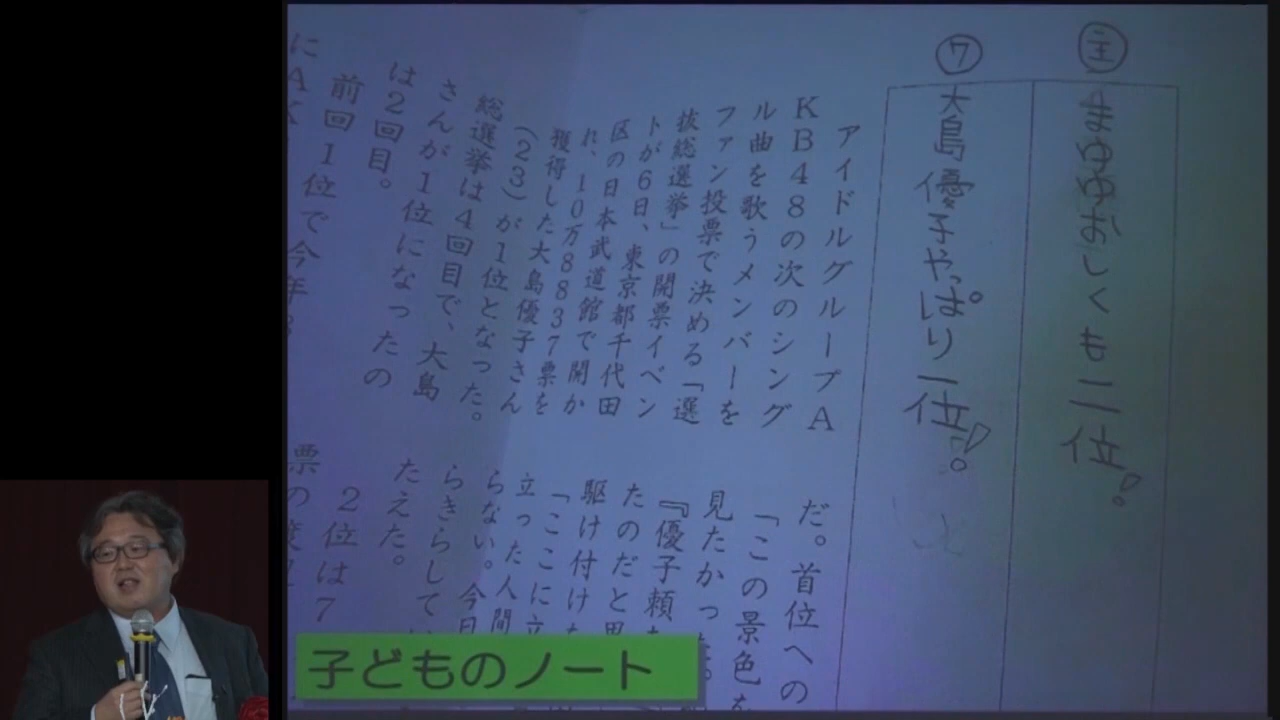 主
まゆゆおしくも二位!
ワ
大島優子やっぱり一位!
アイドルグループA
KB48の次のシング
ル曲を歌うメンバーを
ファン投票で決める「選
抜総選挙」の開票イベン
トが6日、東京都千代田
区の日本武道館で開か
れ、10万8837票を
獲得した大島優子さん
(23)が1位となった。
総選挙は4回目で、大島
さんが1位になったの
は2回目。
前回1位で今年
に
だ。首位への
「この景色を
見たかった
『優子頼
たのだと思
駆け付けた
「ここに立
立った人間
らない。今日
らきらしてい
たえた。
2位は7
票の
子どものノート